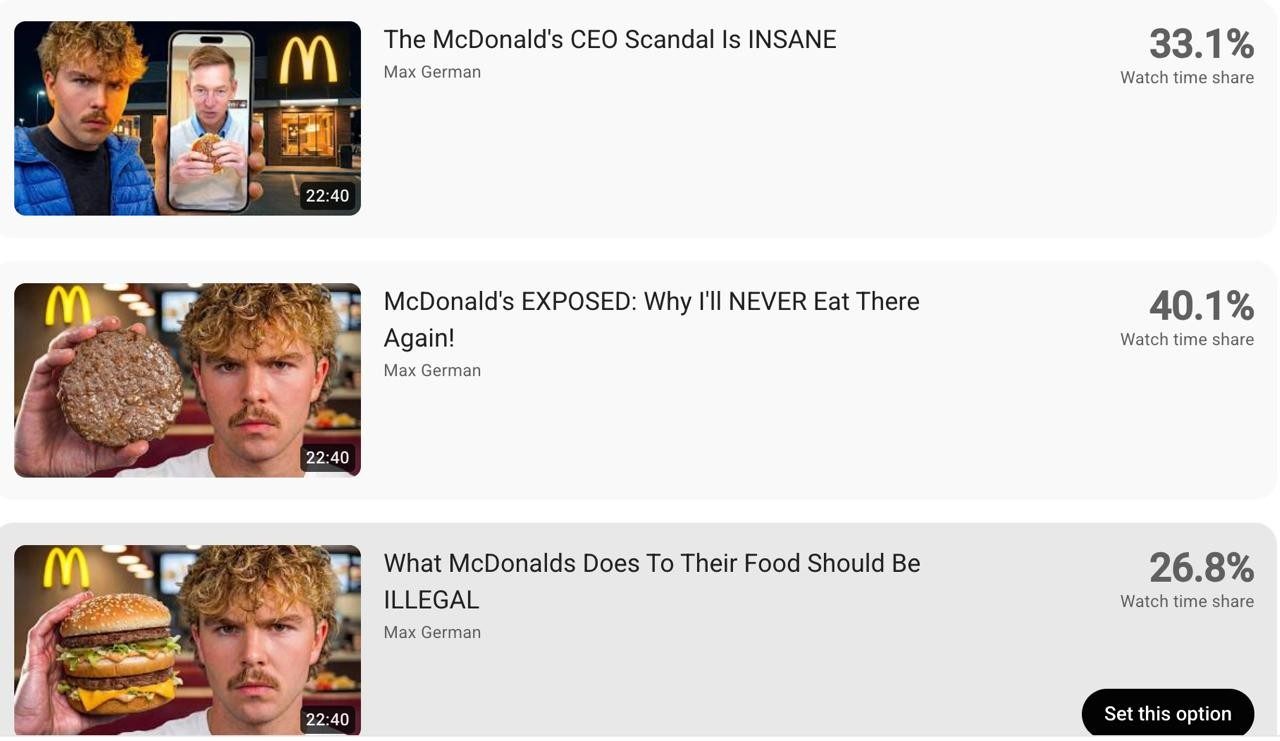 The McDonald's CEO Scandal Is INSANE
Max German
33.1%
Watch time share
22:40
McDonald's EXPOSED: Why I'll NEVER Eat There
Again!
Max German
40.1%
Watch time share
22:40
What McDonalds Does To Their Food Should Be
ILLEGAL
Max German
26.8%
Watch time share
22:40
Set this option